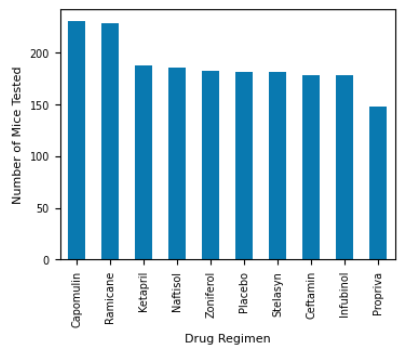 Number of Mice Tested
200
150
100
50
0
Capomulin
Ramicane
Ketapril
Naftisol
Zoniferol
Placebo
Stelasyn
Ceftamin
Infubinol
Propriva
Drug Regimen